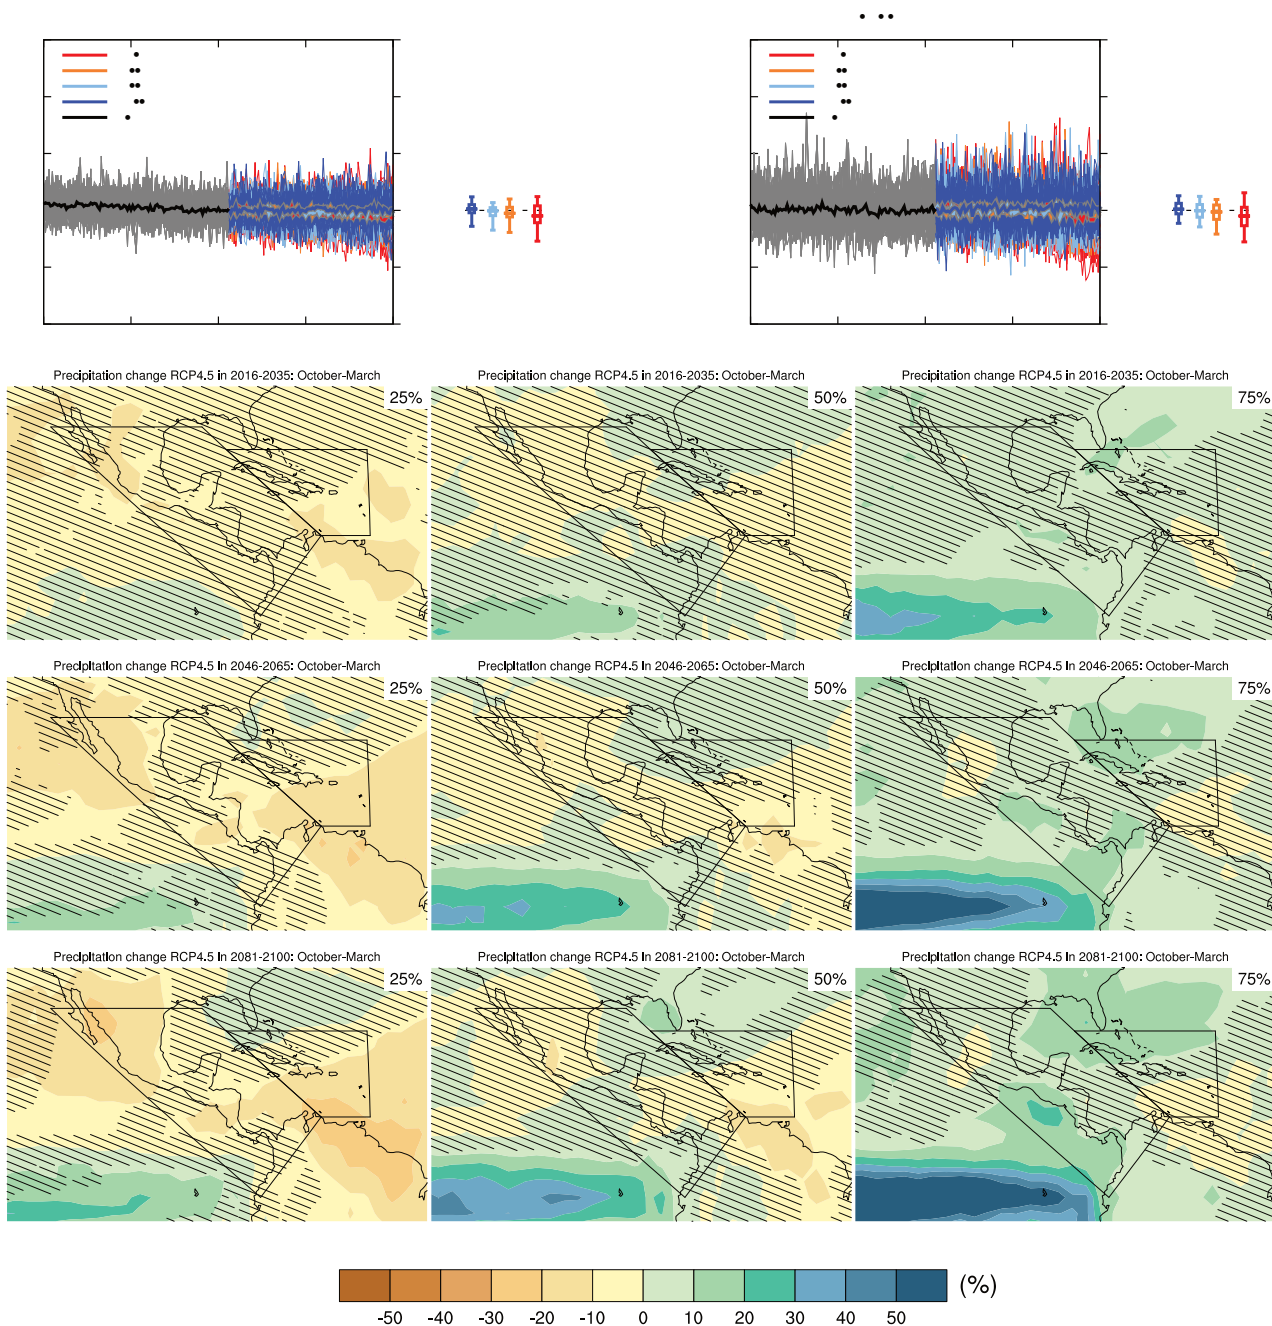 Precipitation change RCP4.5 in 2016-2035: October-March
25%
Precipitation change RCP4.5 in 2016-2035: October-March
50%
Precipitation change RCP4.5 in 2016-2035: October-March
75%
Precipitation change RCP4.5 in 2046-2065: October-March
25%
Precipitation change RCP4.5 in 2046-2065: October-March
50%
Precipitation change RCP4.5 in 2046-2065: October-March
75%
Precipitation change RCP4.5 in 2081-2100: October-March
25%
Precipitation change RCP4.5 in 2081-2100: October-March
50%
Precipitation change RCP4.5 in 2081-2100: October-March
75%
(%)
-50 -40 -30 -20 -10 0 10 20 30 40 50